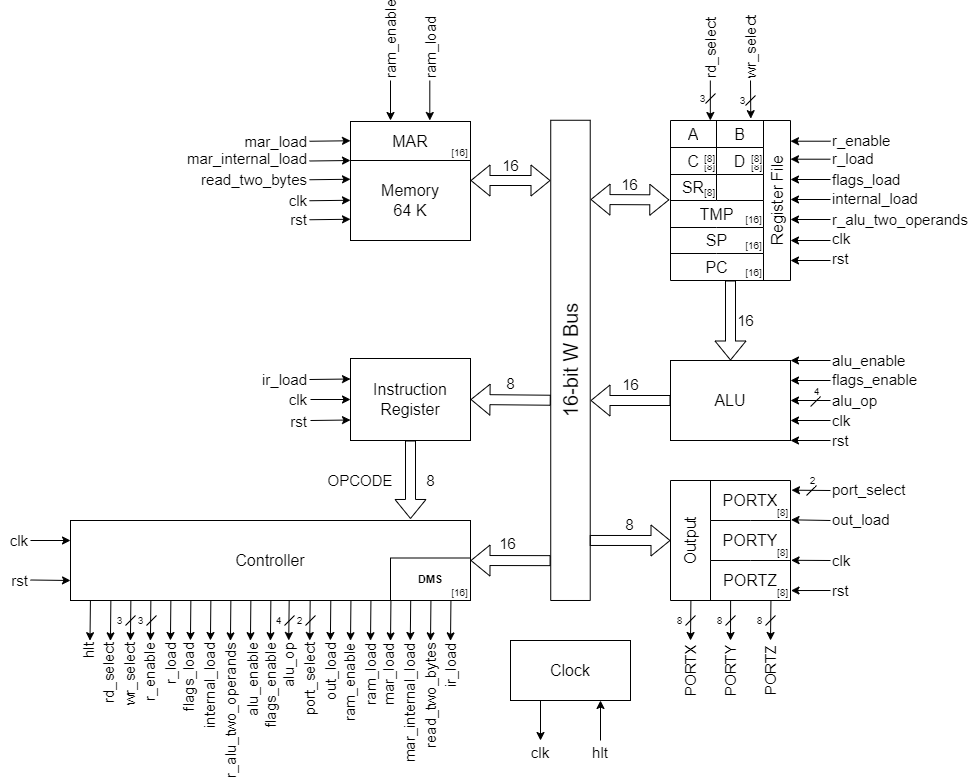 ram_enable
ram_load
rd_select
wr_select
3
3
mar_load
mar_internal_load
read_two_bytes
clk
rst
MAR
[16]
Memory
64 K
16
16-bit W Bus
16
A
B
C
[8]
[8]
D
[8]
[8]
SR
[8]
TMP
[16]
SP
[16]
PC
[16]
Register File
r_enable
r_load
flags_load
internal_load
r_alu_two_operands
clk
rst
16
ir_load
clk
rst
Instruction
Register
8
16
ALU
alu_enable
flags_enable
4
alu_op
clk
rst
OPCODE
8
clk
rst
Controller
DMS
[16]
16
8
Output
PORTX
[8]
PORTY
[8]
PORTZ
[8]
2
port_select
out_load
clk
rst
3
3
4
2
hlt
rd_select
wr_select
r_enable
r_load
flags_load
internal_load
r_alu_two_operands
alu_enable
flags_enable
alu_op
port_select
out_load
ram_enable
ram_load
mar_load
mar_internal_load
read_two_bytes
ir_load
Clock
clk
hlt
8
8
8
PORTX
PORTY
PORTZ